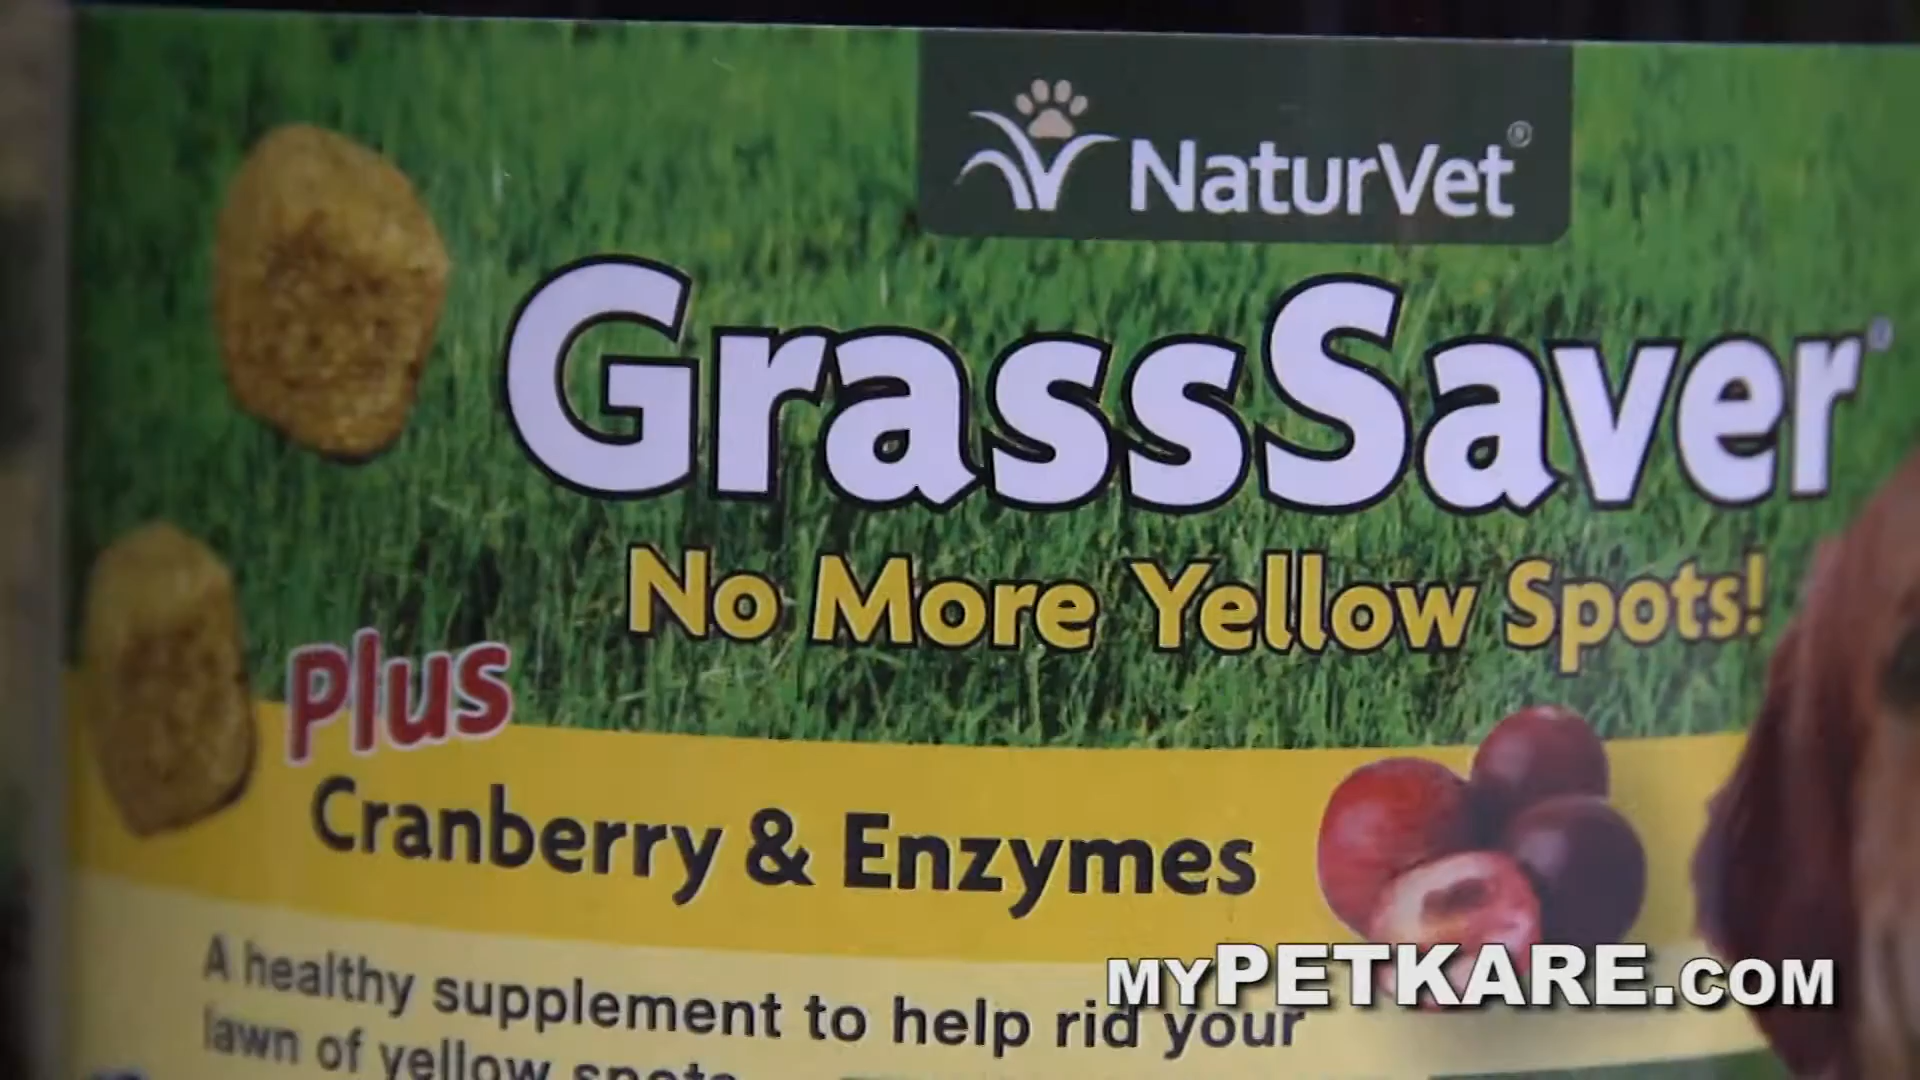 NaturVet®
GrassSaver®
No More Yellow Spots!
Plus
Cranberry & Enzymes
A healthy supplement to help rid your
lawn of yellow spots
MYPETKARE.COM